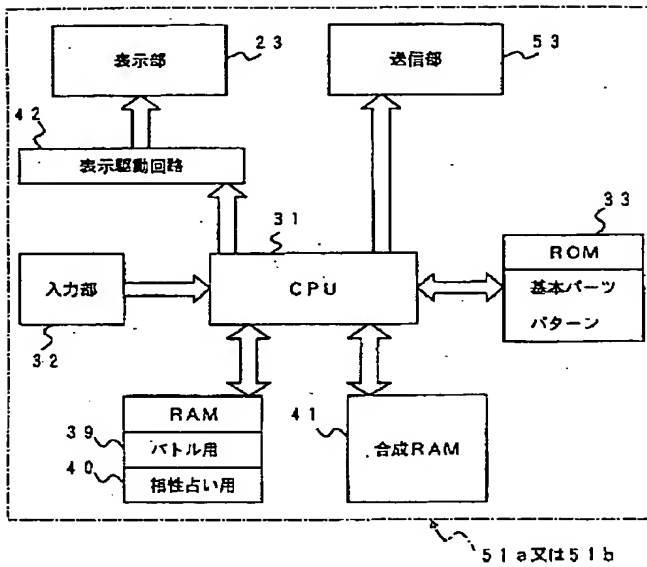 ２３
５３
表示部
送信部
４２
表示駆動回路
３１
３３
ROM
入力部
CPU
基本パーツ
パターン
３２
RAM
３９
バトル用
４１
合成RAM
４０
相性占い用
５１a又は５１b